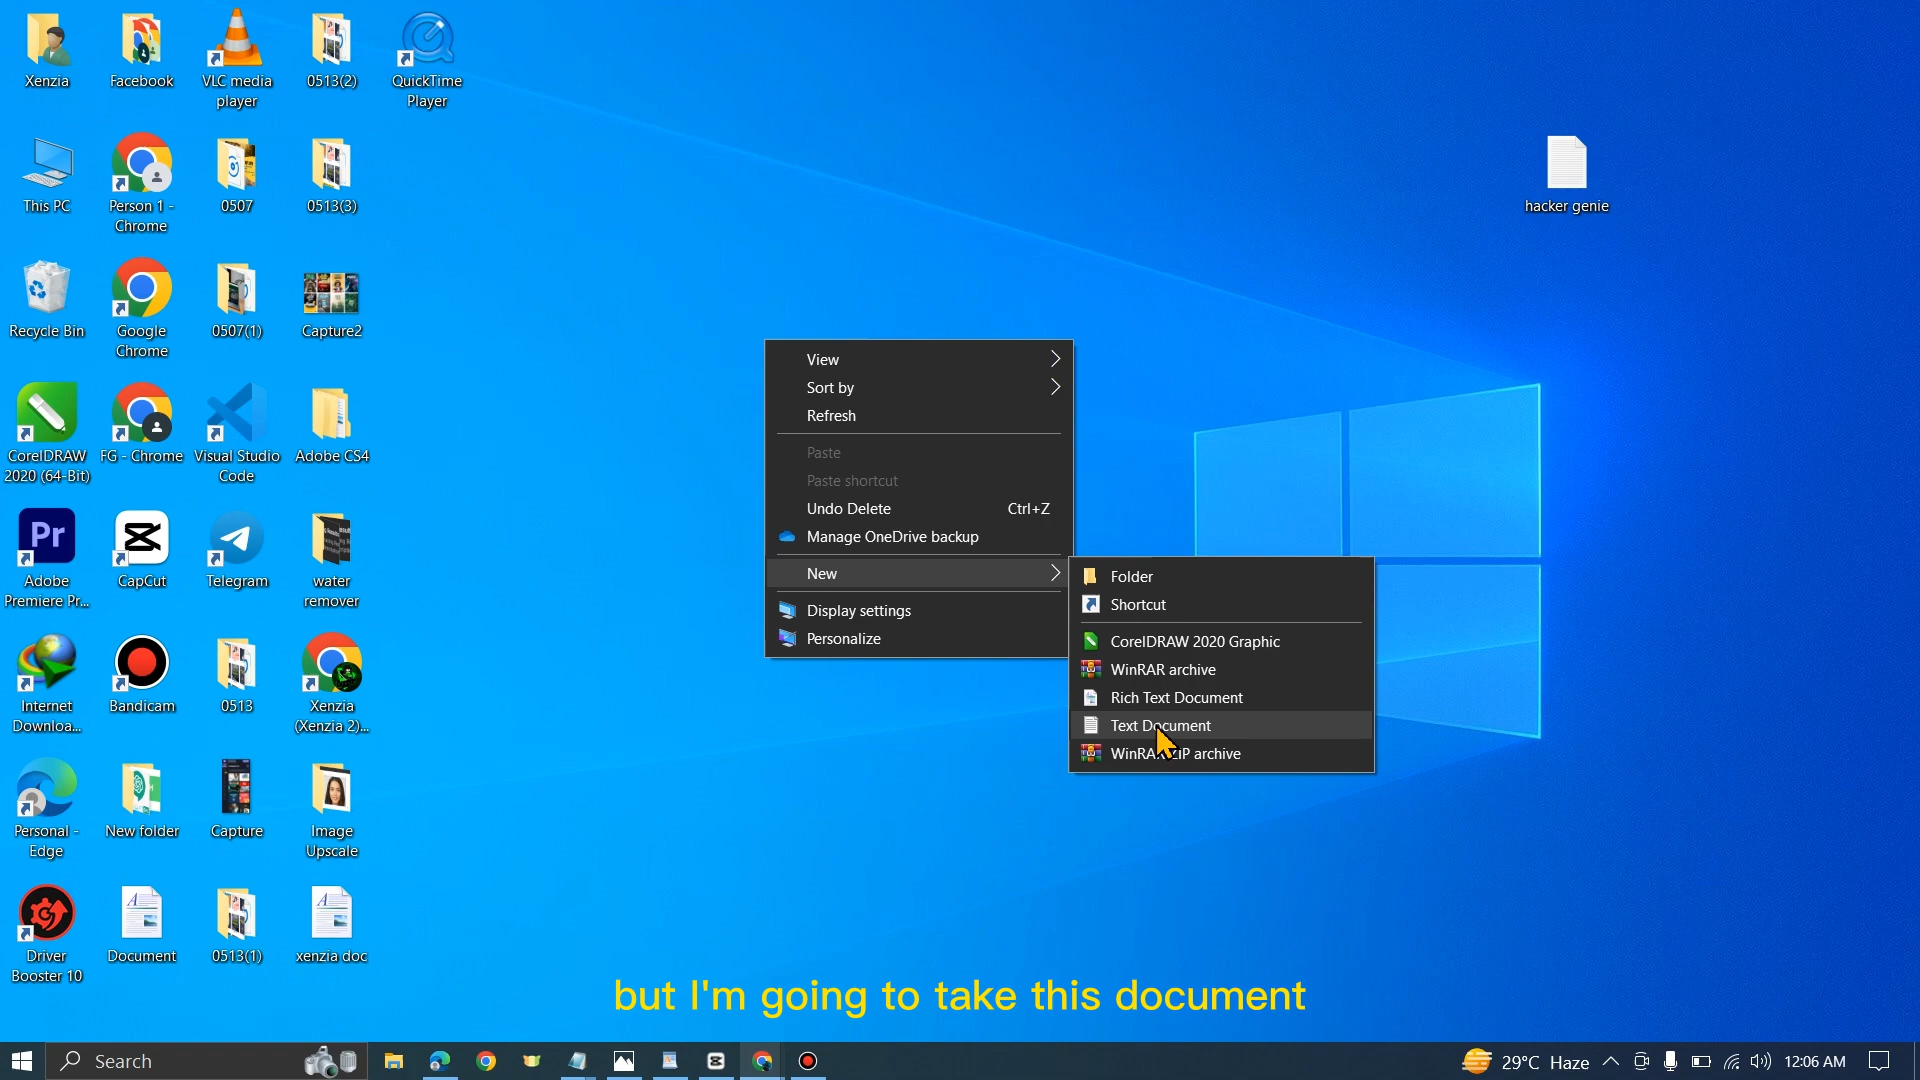 Xenzia
Facebook
VLC media
player
0513(2)
QuickTime
Player
This PC
Person 1 -
Chrome
0507
0513(3)
hacker genie
Recycle Bin
Google
Chrome
0507(1)
Capture2
CorelDRAW
2020 (64-Bit)
FG - Chrome
Visual Studio
Code
Adobe CS4
Adobe
Premiere Pr...
CapCut
Telegram
water
remover
Internet
Downloa...
Bandicam
0513
Xenzia
(Xenzia 2)...
Personal -
Edge
New folder
Capture
Image
Upscale
Driver
Booster 10
Document
0513(1)
xenzia doc
View
Sort by
Refresh
Paste
Paste shortcut
Undo Delete Ctrl+Z
Manage OneDrive backup
New
Display settings
Personalize
Folder
Shortcut
CorelDRAW 2020 Graphic
WinRAR archive
Rich Text Document
Text Document
WinRAR ZIP archive
but I'm going to take this document
Search
29°C Haze
12:06 AM